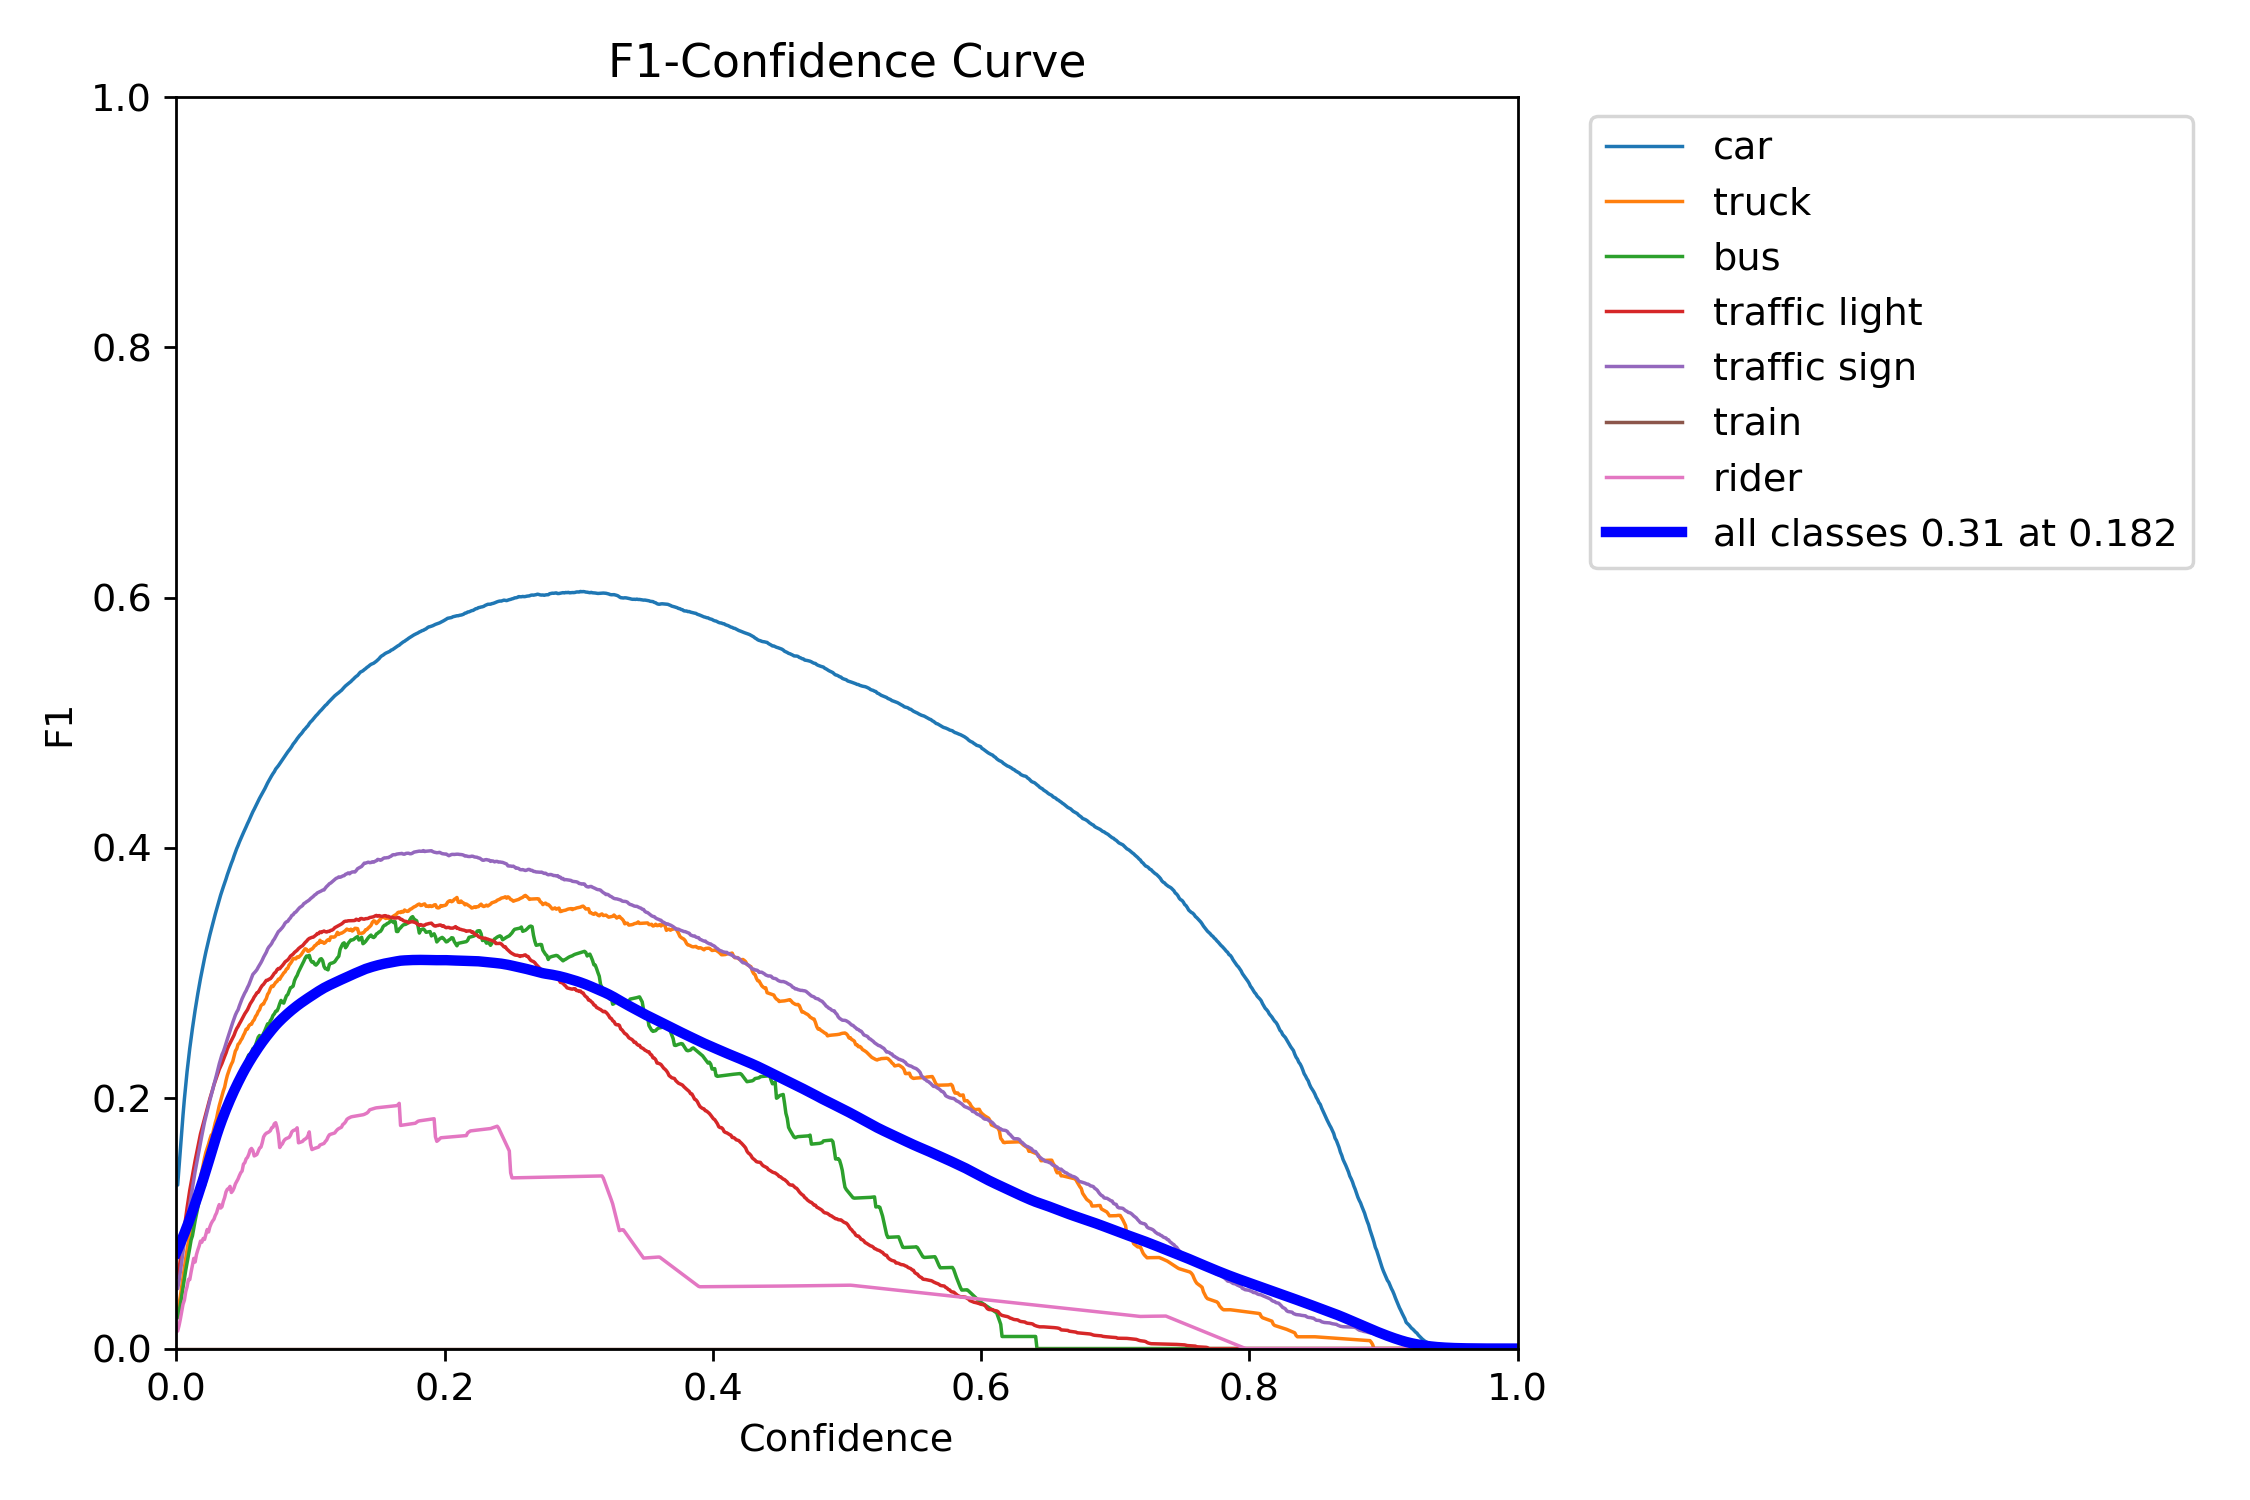 F1-Confidence Curve
1.0
0.8
0.6
0.4
0.2
0.0
F1
0.0 0.2 0.4 0.6 0.8 1.0
Confidence
car
truck
bus
traffic light
traffic sign
train
rider
all classes 0.31 at 0.182